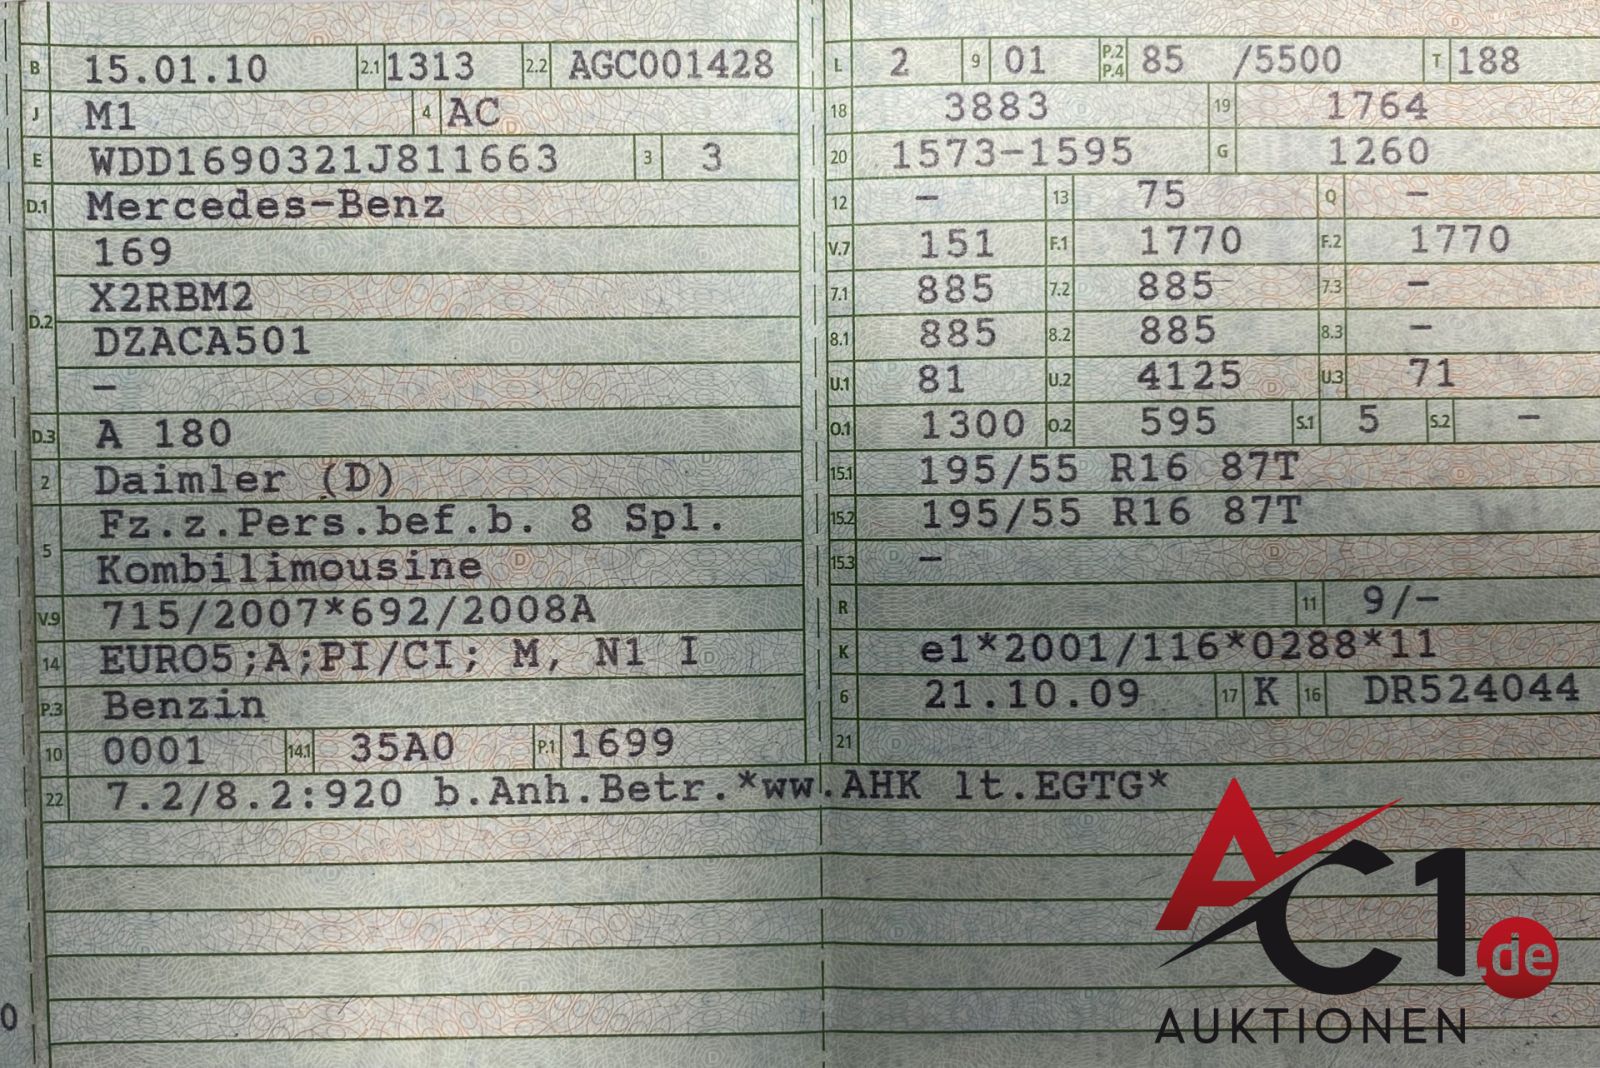 B 15.01.10 2.1 1313 2.2 AGC001428
J M1 4 AC
E WDD1690321J811663 3 3
D.1 Mercedes-Benz
169
X2RBM2
D.2
DZACA501
–
D.3 A 180
2 Daimler (D)
Fz.z.Pers.bef.b. 8 Spl.
5
Kombilimousine
V.9 715/2007*692/2008A
14 EURO5;A;PI/CI; M, N1 I
P.3 Benzin
10 0001 14.1 35A0 P.1 1699
L 2 9 01 P.2 P.4 85 /5500 T 188
18 3883 19 1764
20 1573-1595 G 1260
12 – 13 75 Q –
V.7 151 F.1 1770 F.2 1770
7.1 885 7.2 885 7.3 –
8.1 885 8.2 885 8.3 –
U.1 81 U.2 4125 U.3 71
O.1 1300 O.2 595 S.1 5 S.2 –
15.1 195/55 R16 87T
15.2 195/55 R16 87T
15.3 –
R 11 9/–
K e1*2001/116*0288*11
6 21.10.09 17 K 16 DR524044
21
22 7.2/8.2:920 b.Anh.Betr.*ww.AHK lt.EGTG*
0
AC1.de
AUKTIONEN